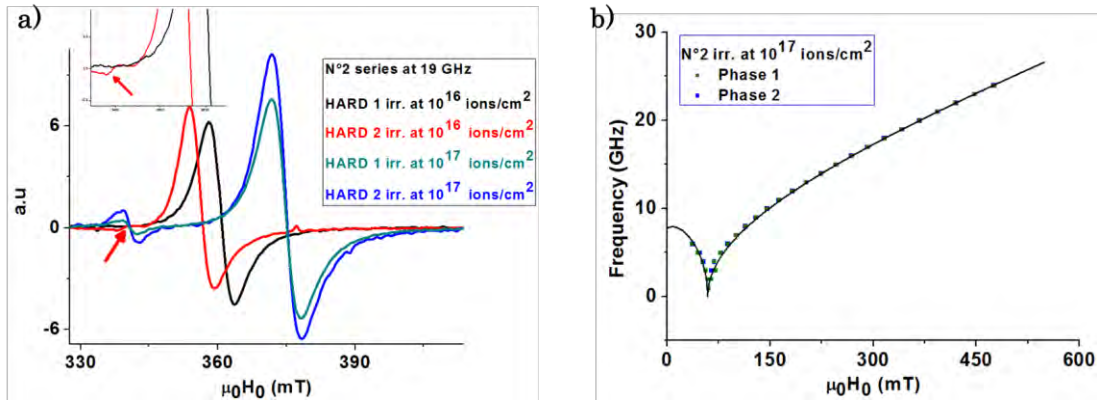 a)
N°2 series at 19 GHz
HARD 1 irr. at 10^16 ions/cm^2
HARD 2 irr. at 10^16 ions/cm^2
HARD 1 irr. at 10^17 ions/cm^2
HARD 2 irr. at 10^17 ions/cm^2
a.u
6
0
-6
330
360
390
μ0H0 (mT)
b)
N°2 irr. at 10^17 ions/cm^2
Phase 1
Phase 2
Frequency (GHz)
30
20
10
0
0
150
300
450
600
μ0H0 (mT)